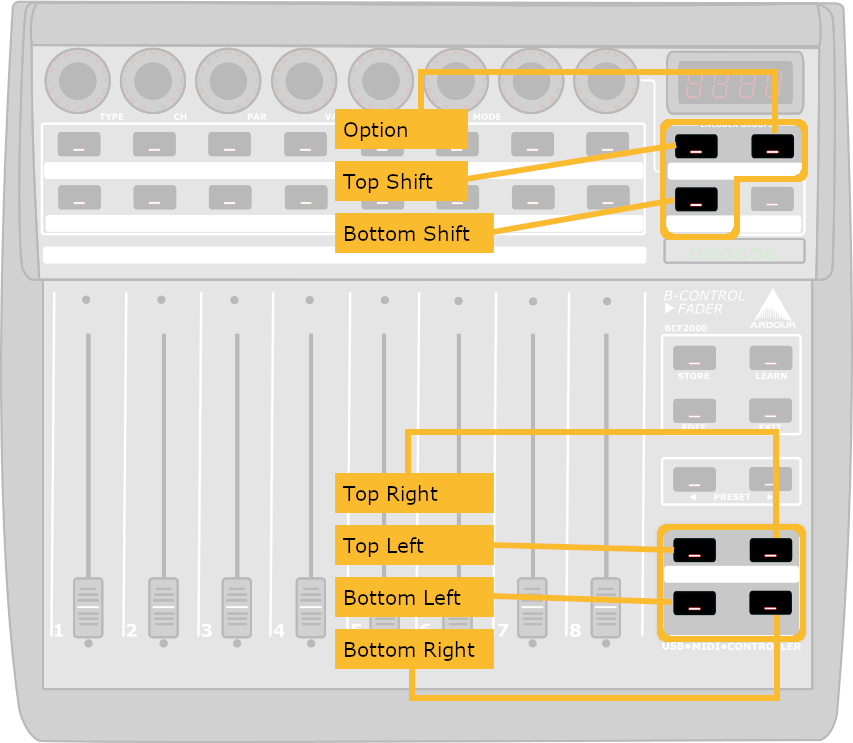 8888
TYPE CH PAR VA MODE
ENCODER GROUP
Option
Top Shift
Bottom Shift
B-CONTROL
FADER
ARDOUR
BCF2000
STORE LEARN
EDIT EXIT
Top Right
PRESET
Top Left
Bottom Left
1 2 3 4 5 6 7 8
Bottom Right
USB•MIDI•CONTROLLER